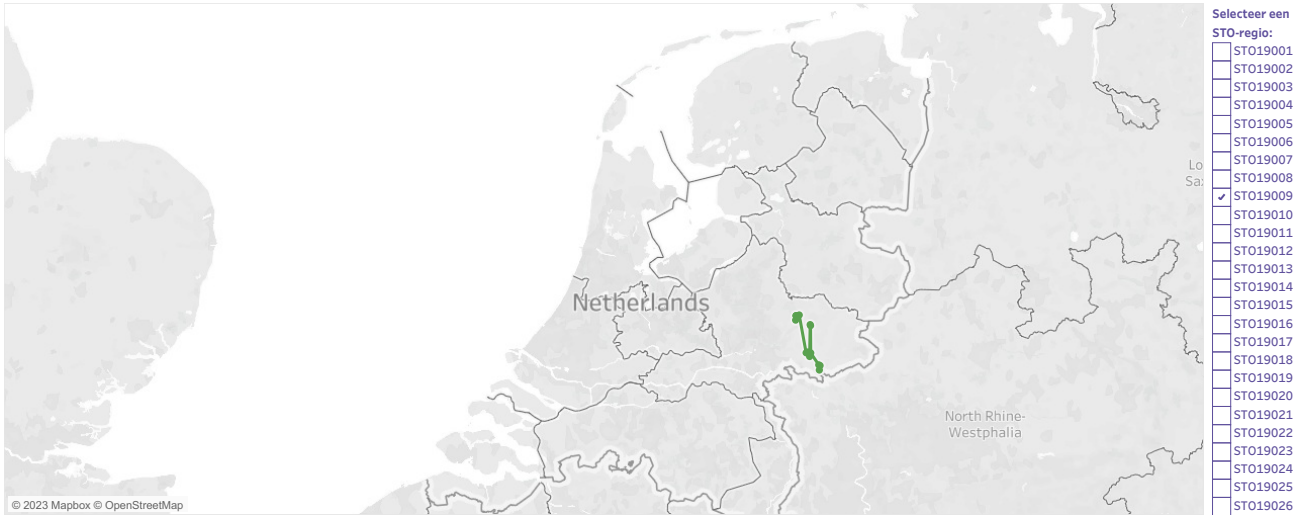 Selecteer een
STO-regio:
STO19001
STO19002
STO19003
STO19004
STO19005
STO19006
STO19007
STO19008
STO19009
STO19010
STO19011
STO19012
STO19013
STO19014
STO19015
STO19016
STO19017
STO19018
STO19019
STO19020
STO19021
STO19022
STO19023
STO19024
STO19025
STO19026
Lo
Sa
Netherlands
North Rhine-
Westphalia
© 2023 Mapbox © OpenStreetMap